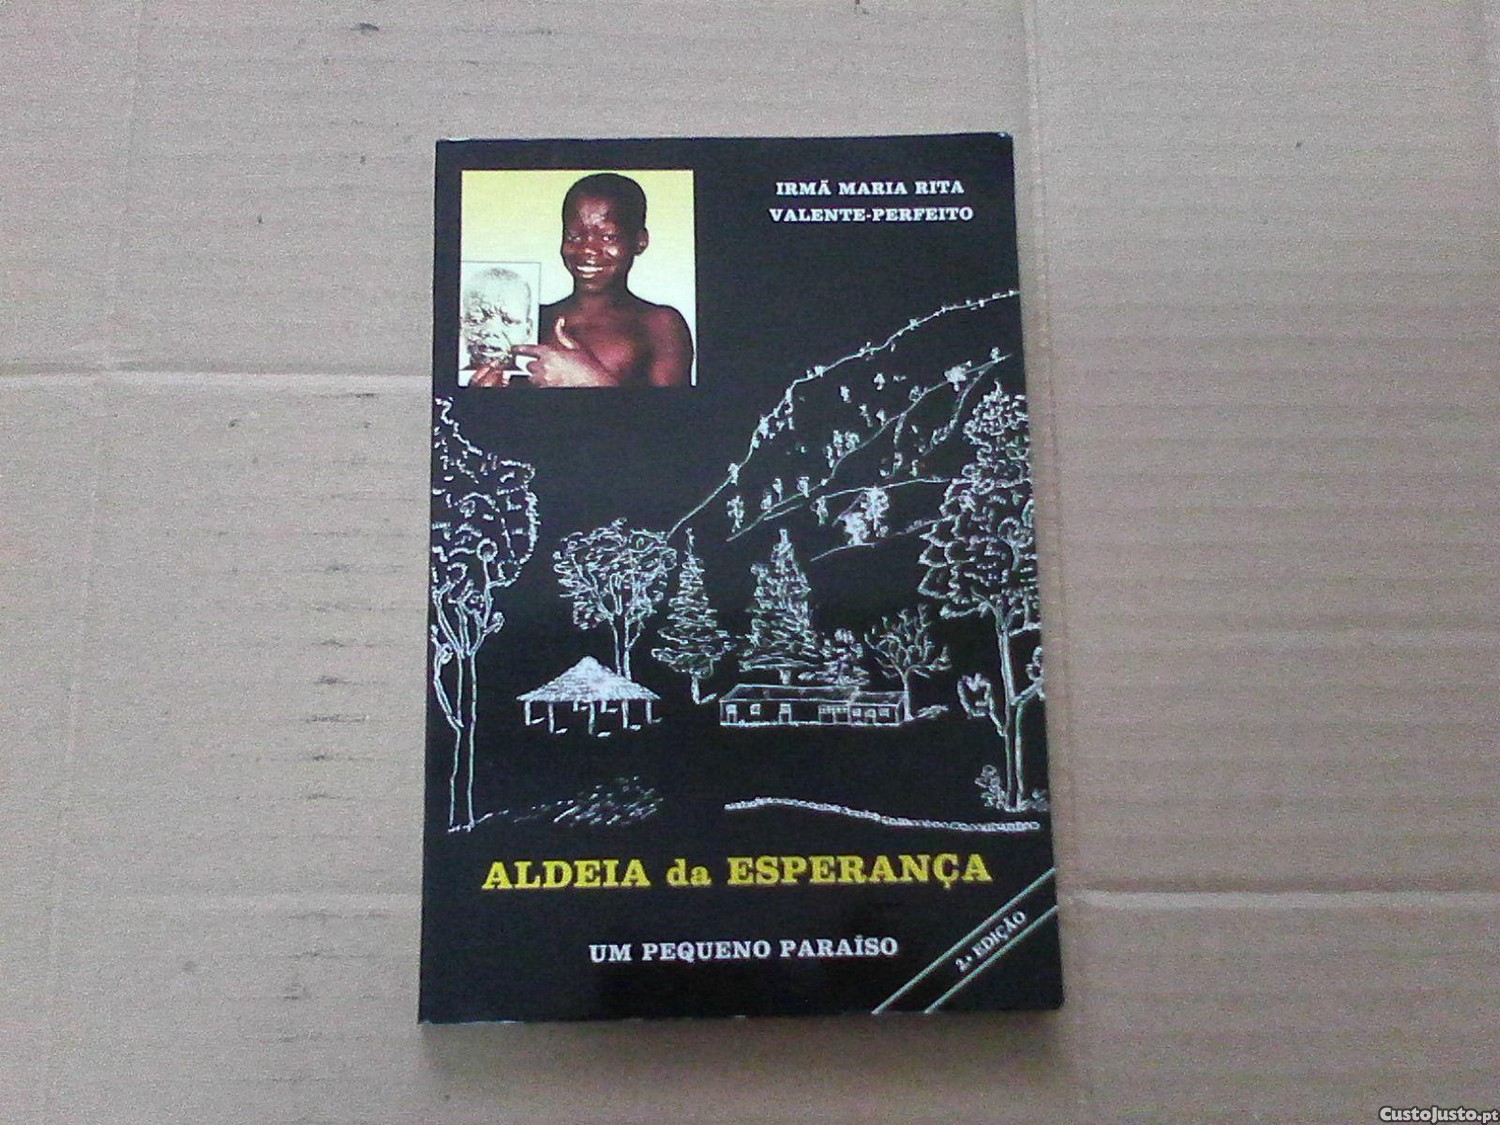 IRMÃ MARIA RITA
VALENTE-PERFEITO
ALDEIA da ESPERANÇA
UM PEQUENO PARAÍSO
2.ª EDIÇÃO
CustoJusto.pt